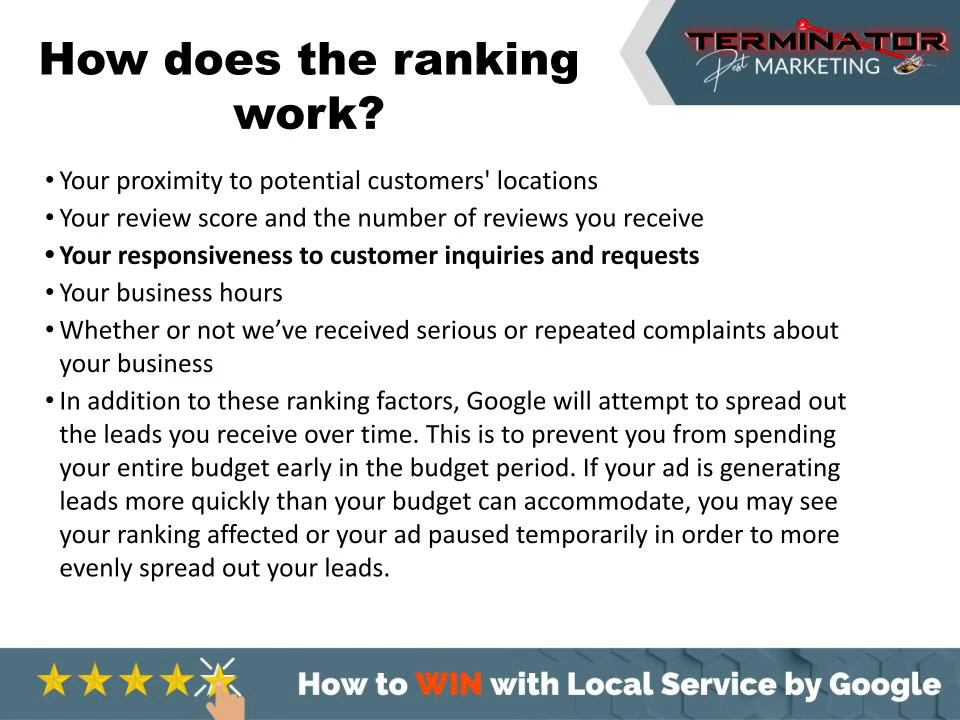 How does the ranking
work?
TERMINATOR
Pest MARKETING
• Your proximity to potential customers' locations
• Your review score and the number of reviews you receive
• Your responsiveness to customer inquiries and requests
• Your business hours
• Whether or not we’ve received serious or repeated complaints about
your business
• In addition to these ranking factors, Google will attempt to spread out
the leads you receive over time. This is to prevent you from spending
your entire budget early in the budget period. If your ad is generating
leads more quickly than your budget can accommodate, you may see
your ranking affected or your ad paused temporarily in order to more
evenly spread out your leads.
How to WIN with Local Service by Google